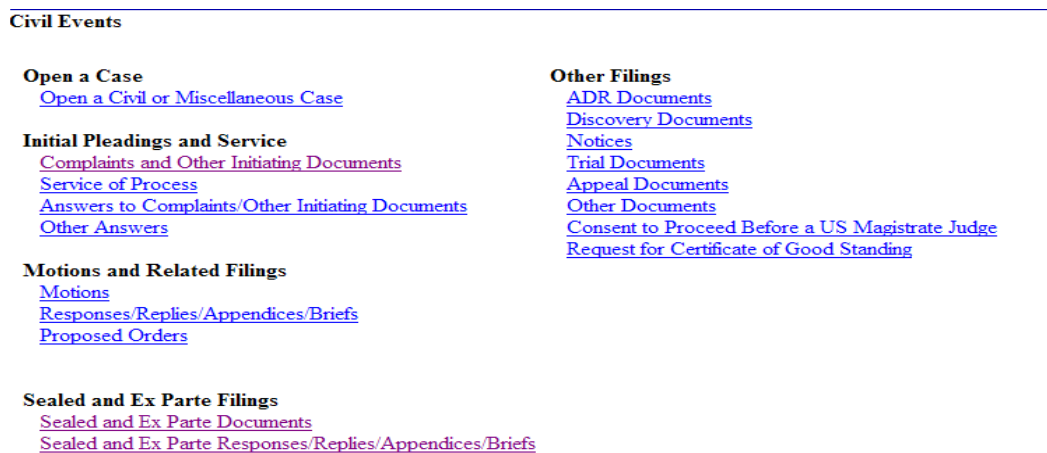 Civil Events
Open a Case
Open a Civil or Miscellaneous Case
Initial Pleadings and Service
Complaints and Other Initiating Documents
Service of Process
Answers to Complaints/Other Initiating Documents
Other Answers
Motions and Related Filings
Motions
Responses/Replies/Appendices/Briefs
Proposed Orders
Sealed and Ex Parte Filings
Sealed and Ex Parte Documents
Sealed and Ex Parte Responses/Replies/Appendices/Briefs
Other Filings
ADR Documents
Discovery Documents
Notices
Trial Documents
Appeal Documents
Other Documents
Consent to Proceed Before a US Magistrate Judge
Request for Certificate of Good Standing